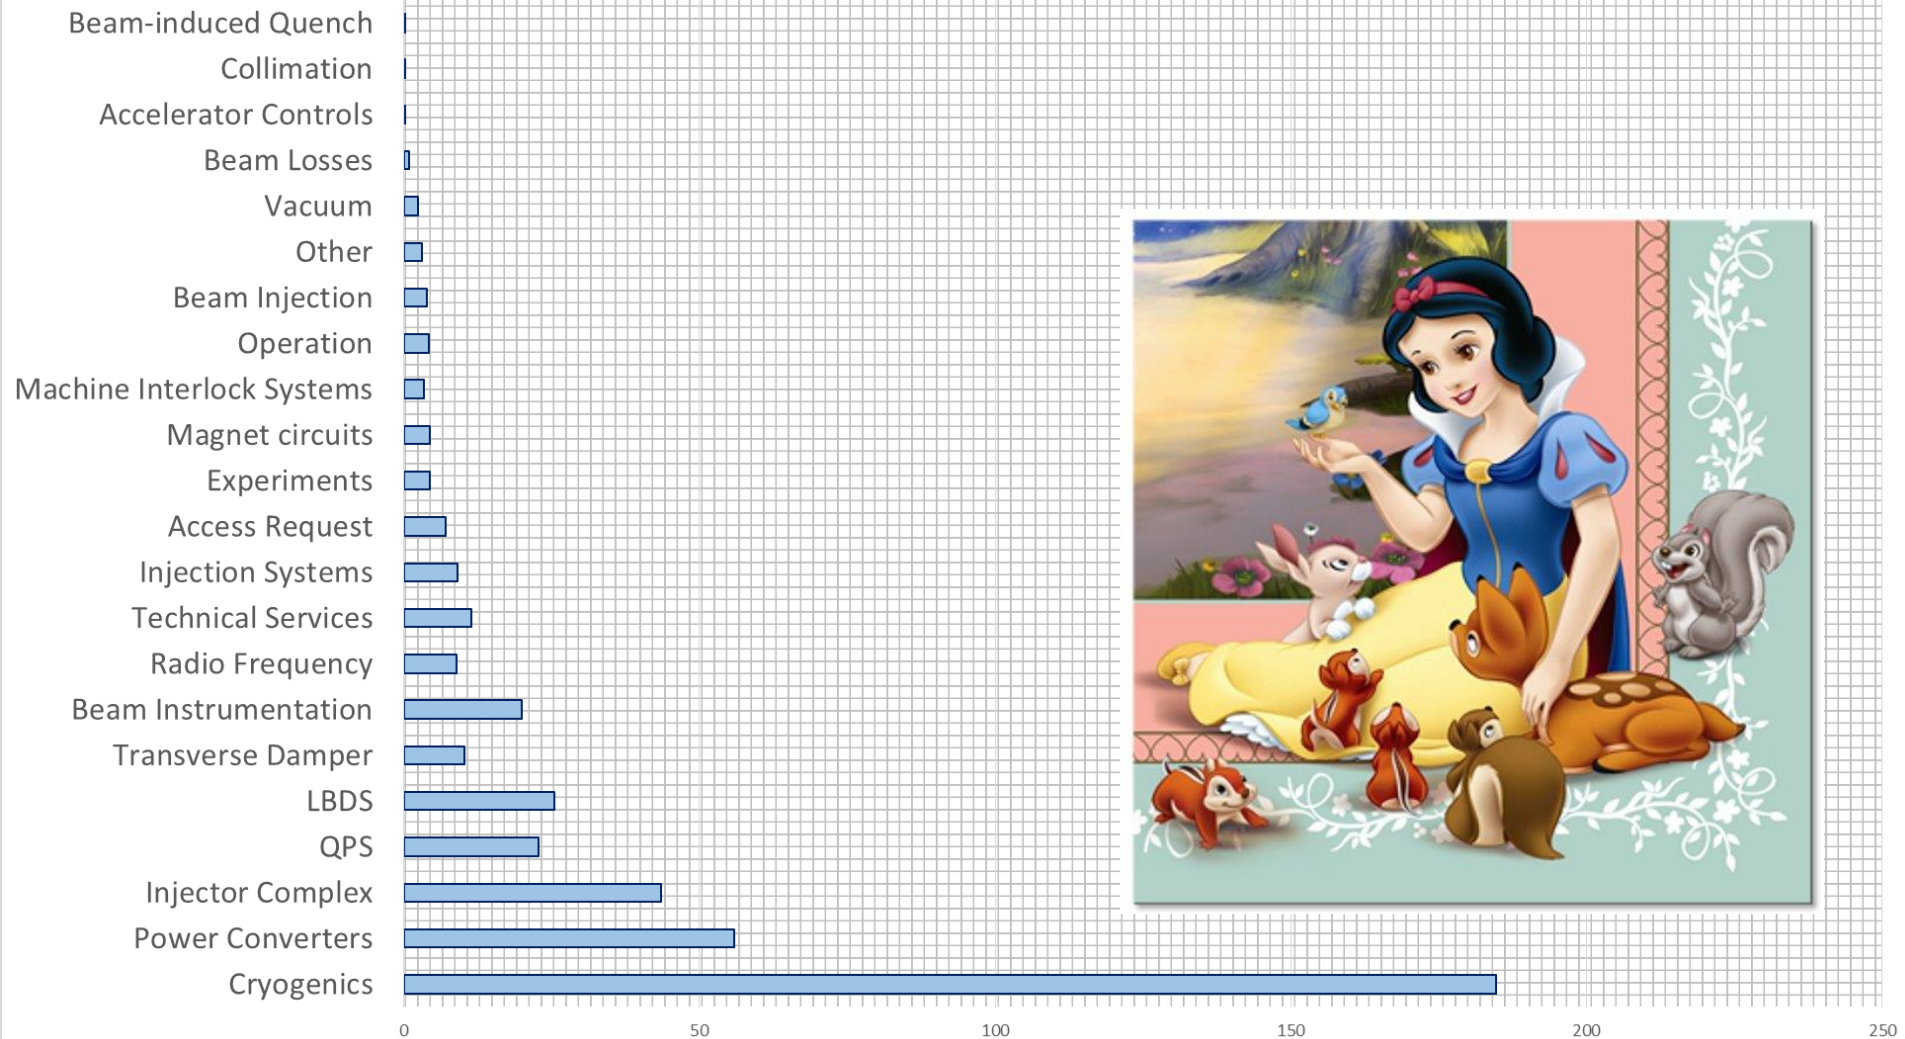 Beam-induced Quench
Collimation
Accelerator Controls
Beam Losses
Vacuum
Other
Beam Injection
Operation
Machine Interlock Systems
Magnet circuits
Experiments
Access Request
Injection Systems
Technical Services
Radio Frequency
Beam Instrumentation
Transverse Damper
LBDS
QPS
Injector Complex
Power Converters
Cryogenics
0 50 100 150 200 250